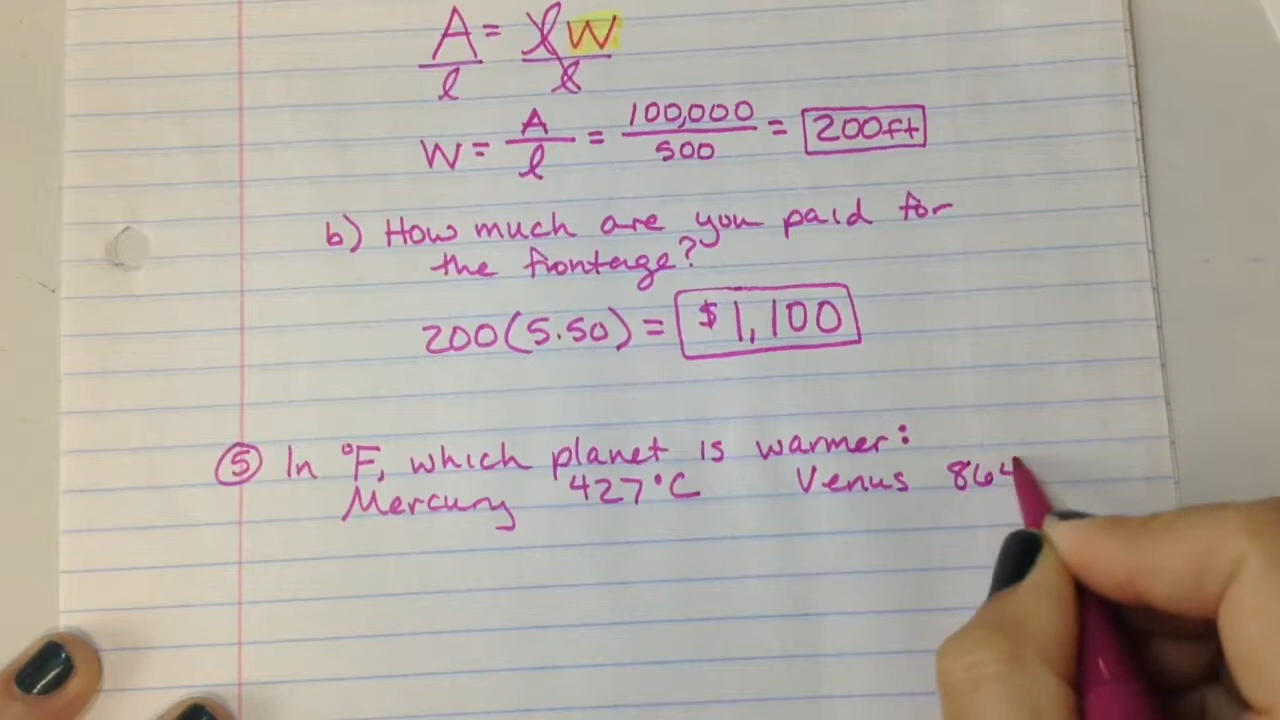 A = lW
l l
W = A/l = 100,000/500 = 200ft
b) How much are you paid for
the frontage?
200(5.50) = $1,100
⑤ In °F, which planet is warmer:
Mercury 427°C Venus 864